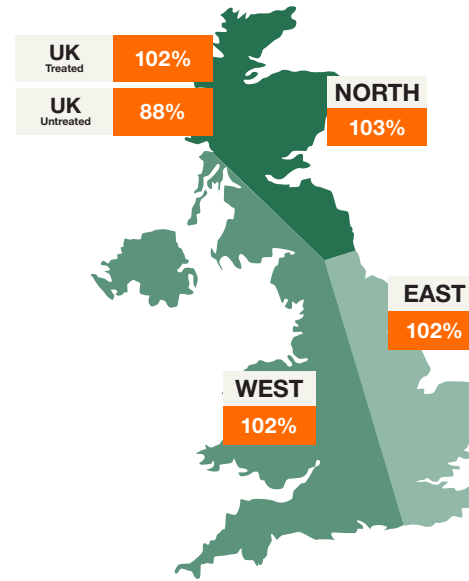 UK
Treated
102%
UK
Untreated
88%
NORTH
103%
EAST
102%
WEST
102%